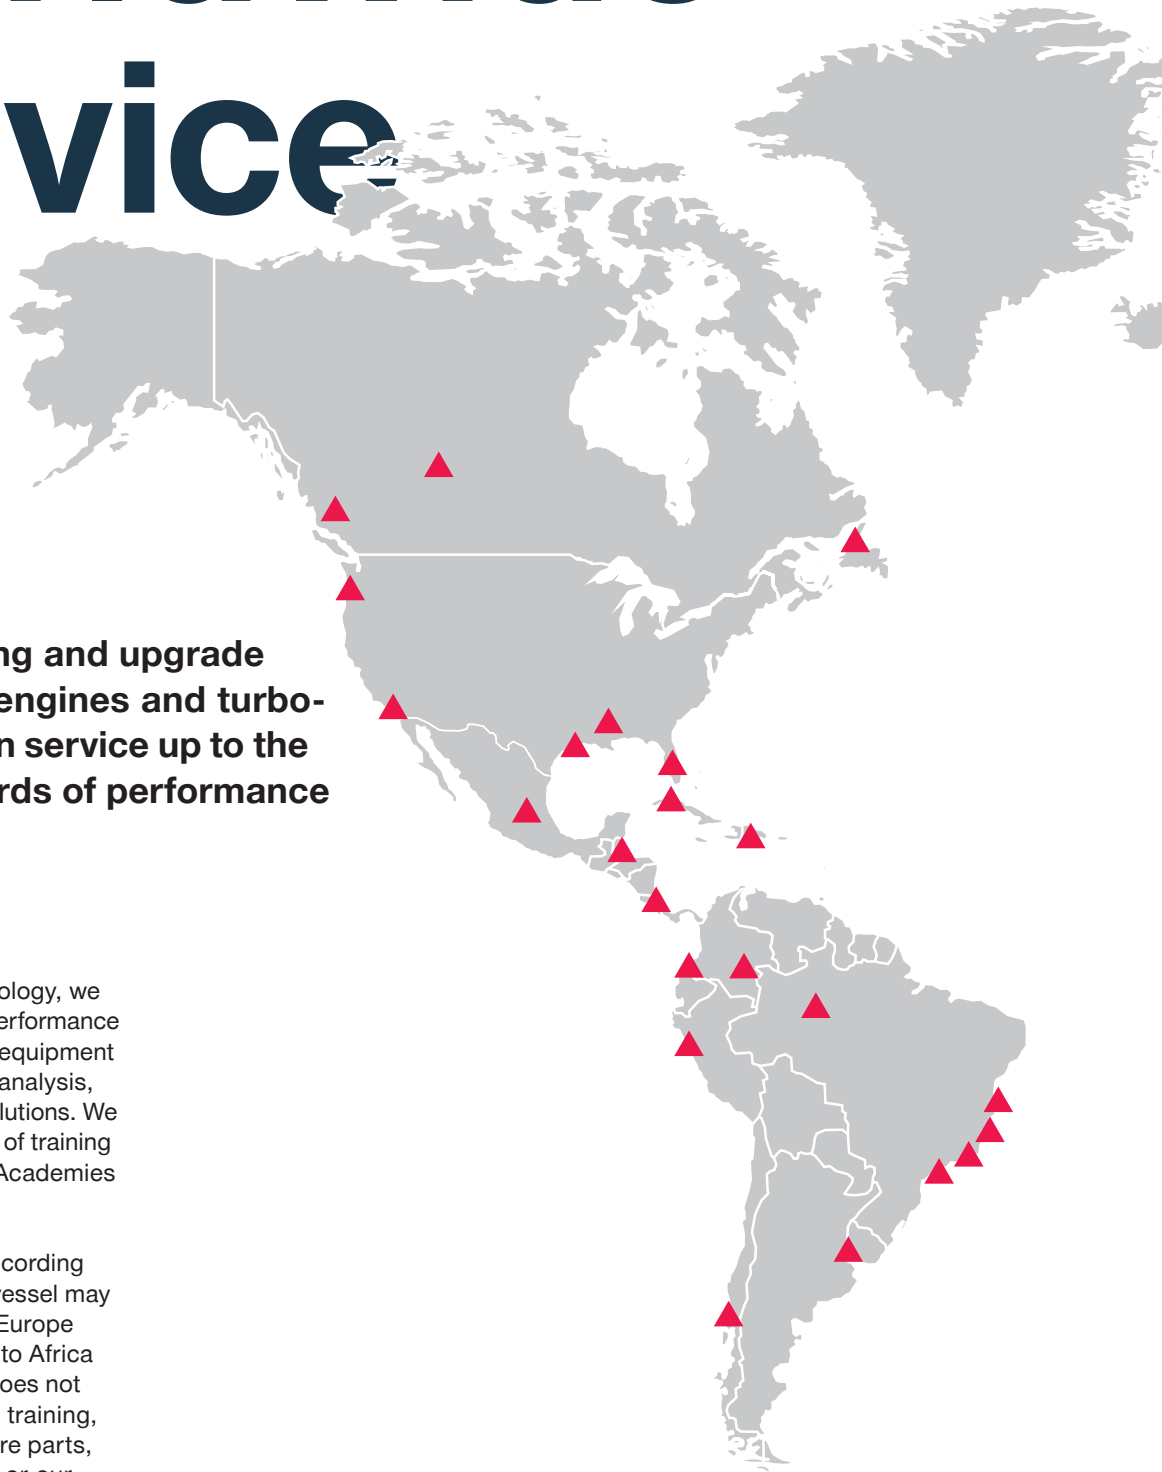 vice
ng and upgrade
engines and turbo-
n service up to the
rds of performance
ology, we
erformance
equipment
analysis,
lutions. We
of training
Academies
cording
vessel may
Europe
to Africa
oes not
training,
re parts,